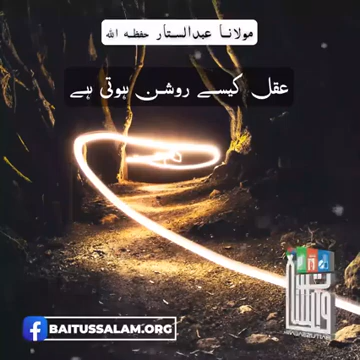 مولانا عبدالستار حفظہ اللہ
عقل کیسے روشن ہوتی ہے
BAITUSSALAM.ORG